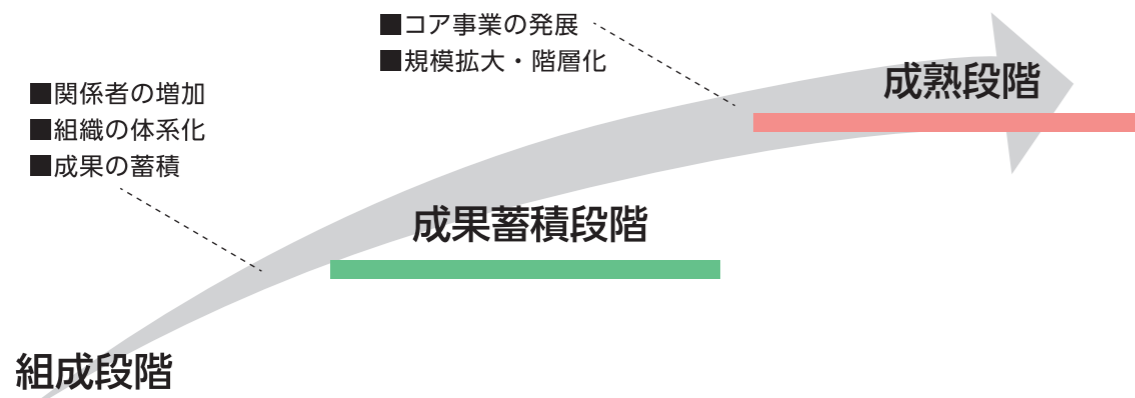 ■コア事業の発展
■規模拡大・階層化
成熟段階
■関係者の増加
■組織の体系化
■成果の蓄積
成果蓄積段階
組成段階